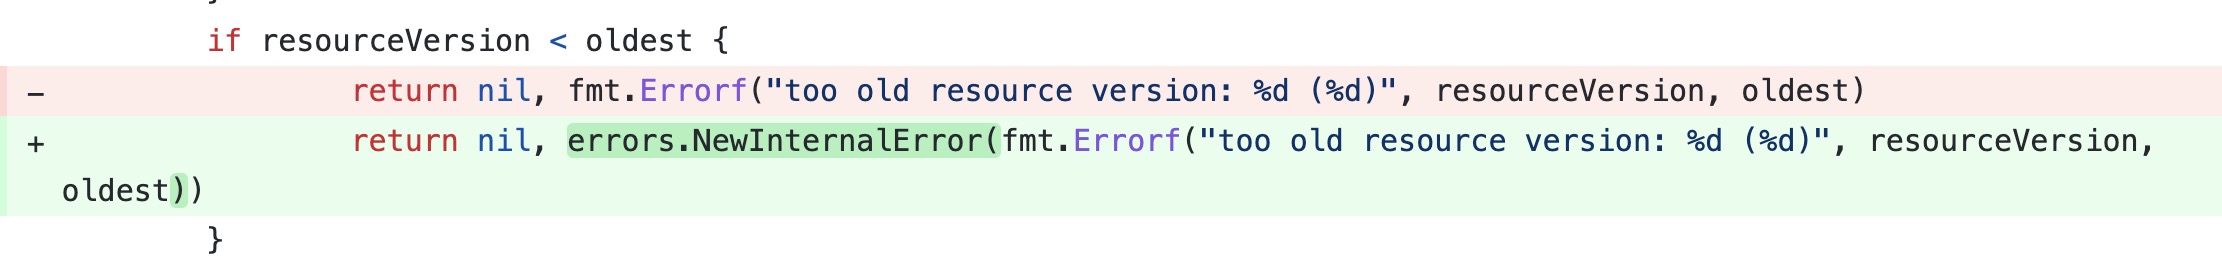 if resourceVersion < oldest {
- return nil, fmt.Errorf("too old resource version: %d (%d)", resourceVersion, oldest)
+ return nil, errors.NewInternalError(fmt.Errorf("too old resource version: %d (%d)", resourceVersion,
oldest))
}